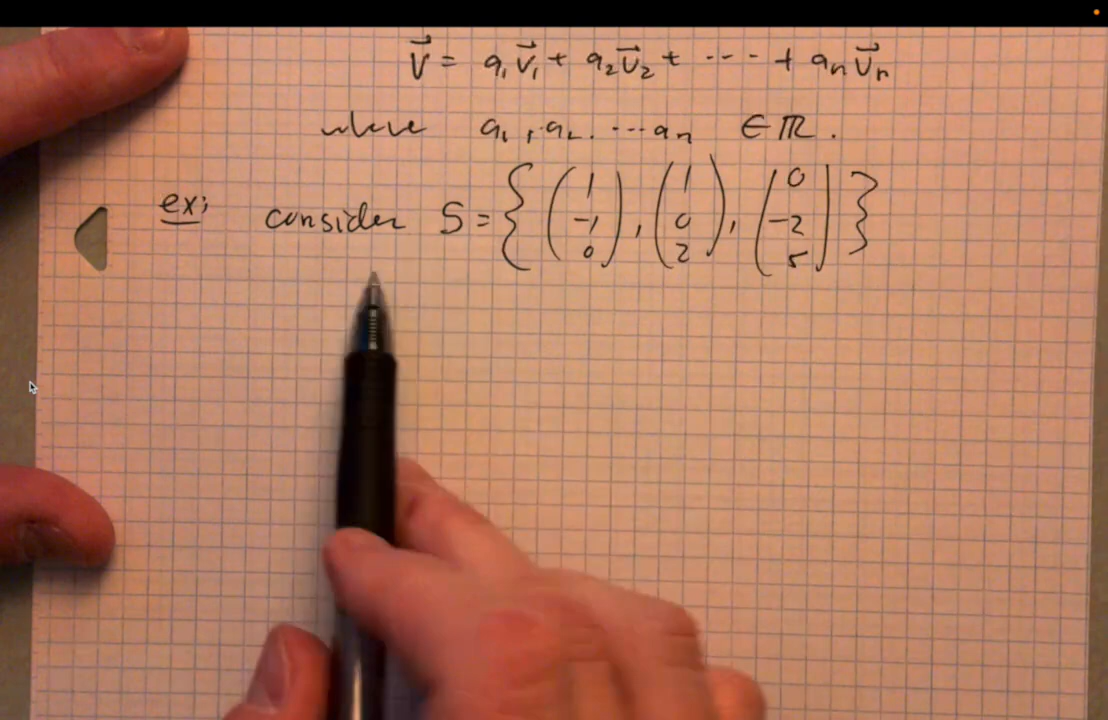 v⃗ = a₁v⃗₁ + a₂v⃗₂ + ---- + aₙv⃗ₙ
where a₁, a₂. ...aₙ ∈ ℝ.
ex: consider S = { (1 -1 0), (1 0 2), (0 -2 5) }